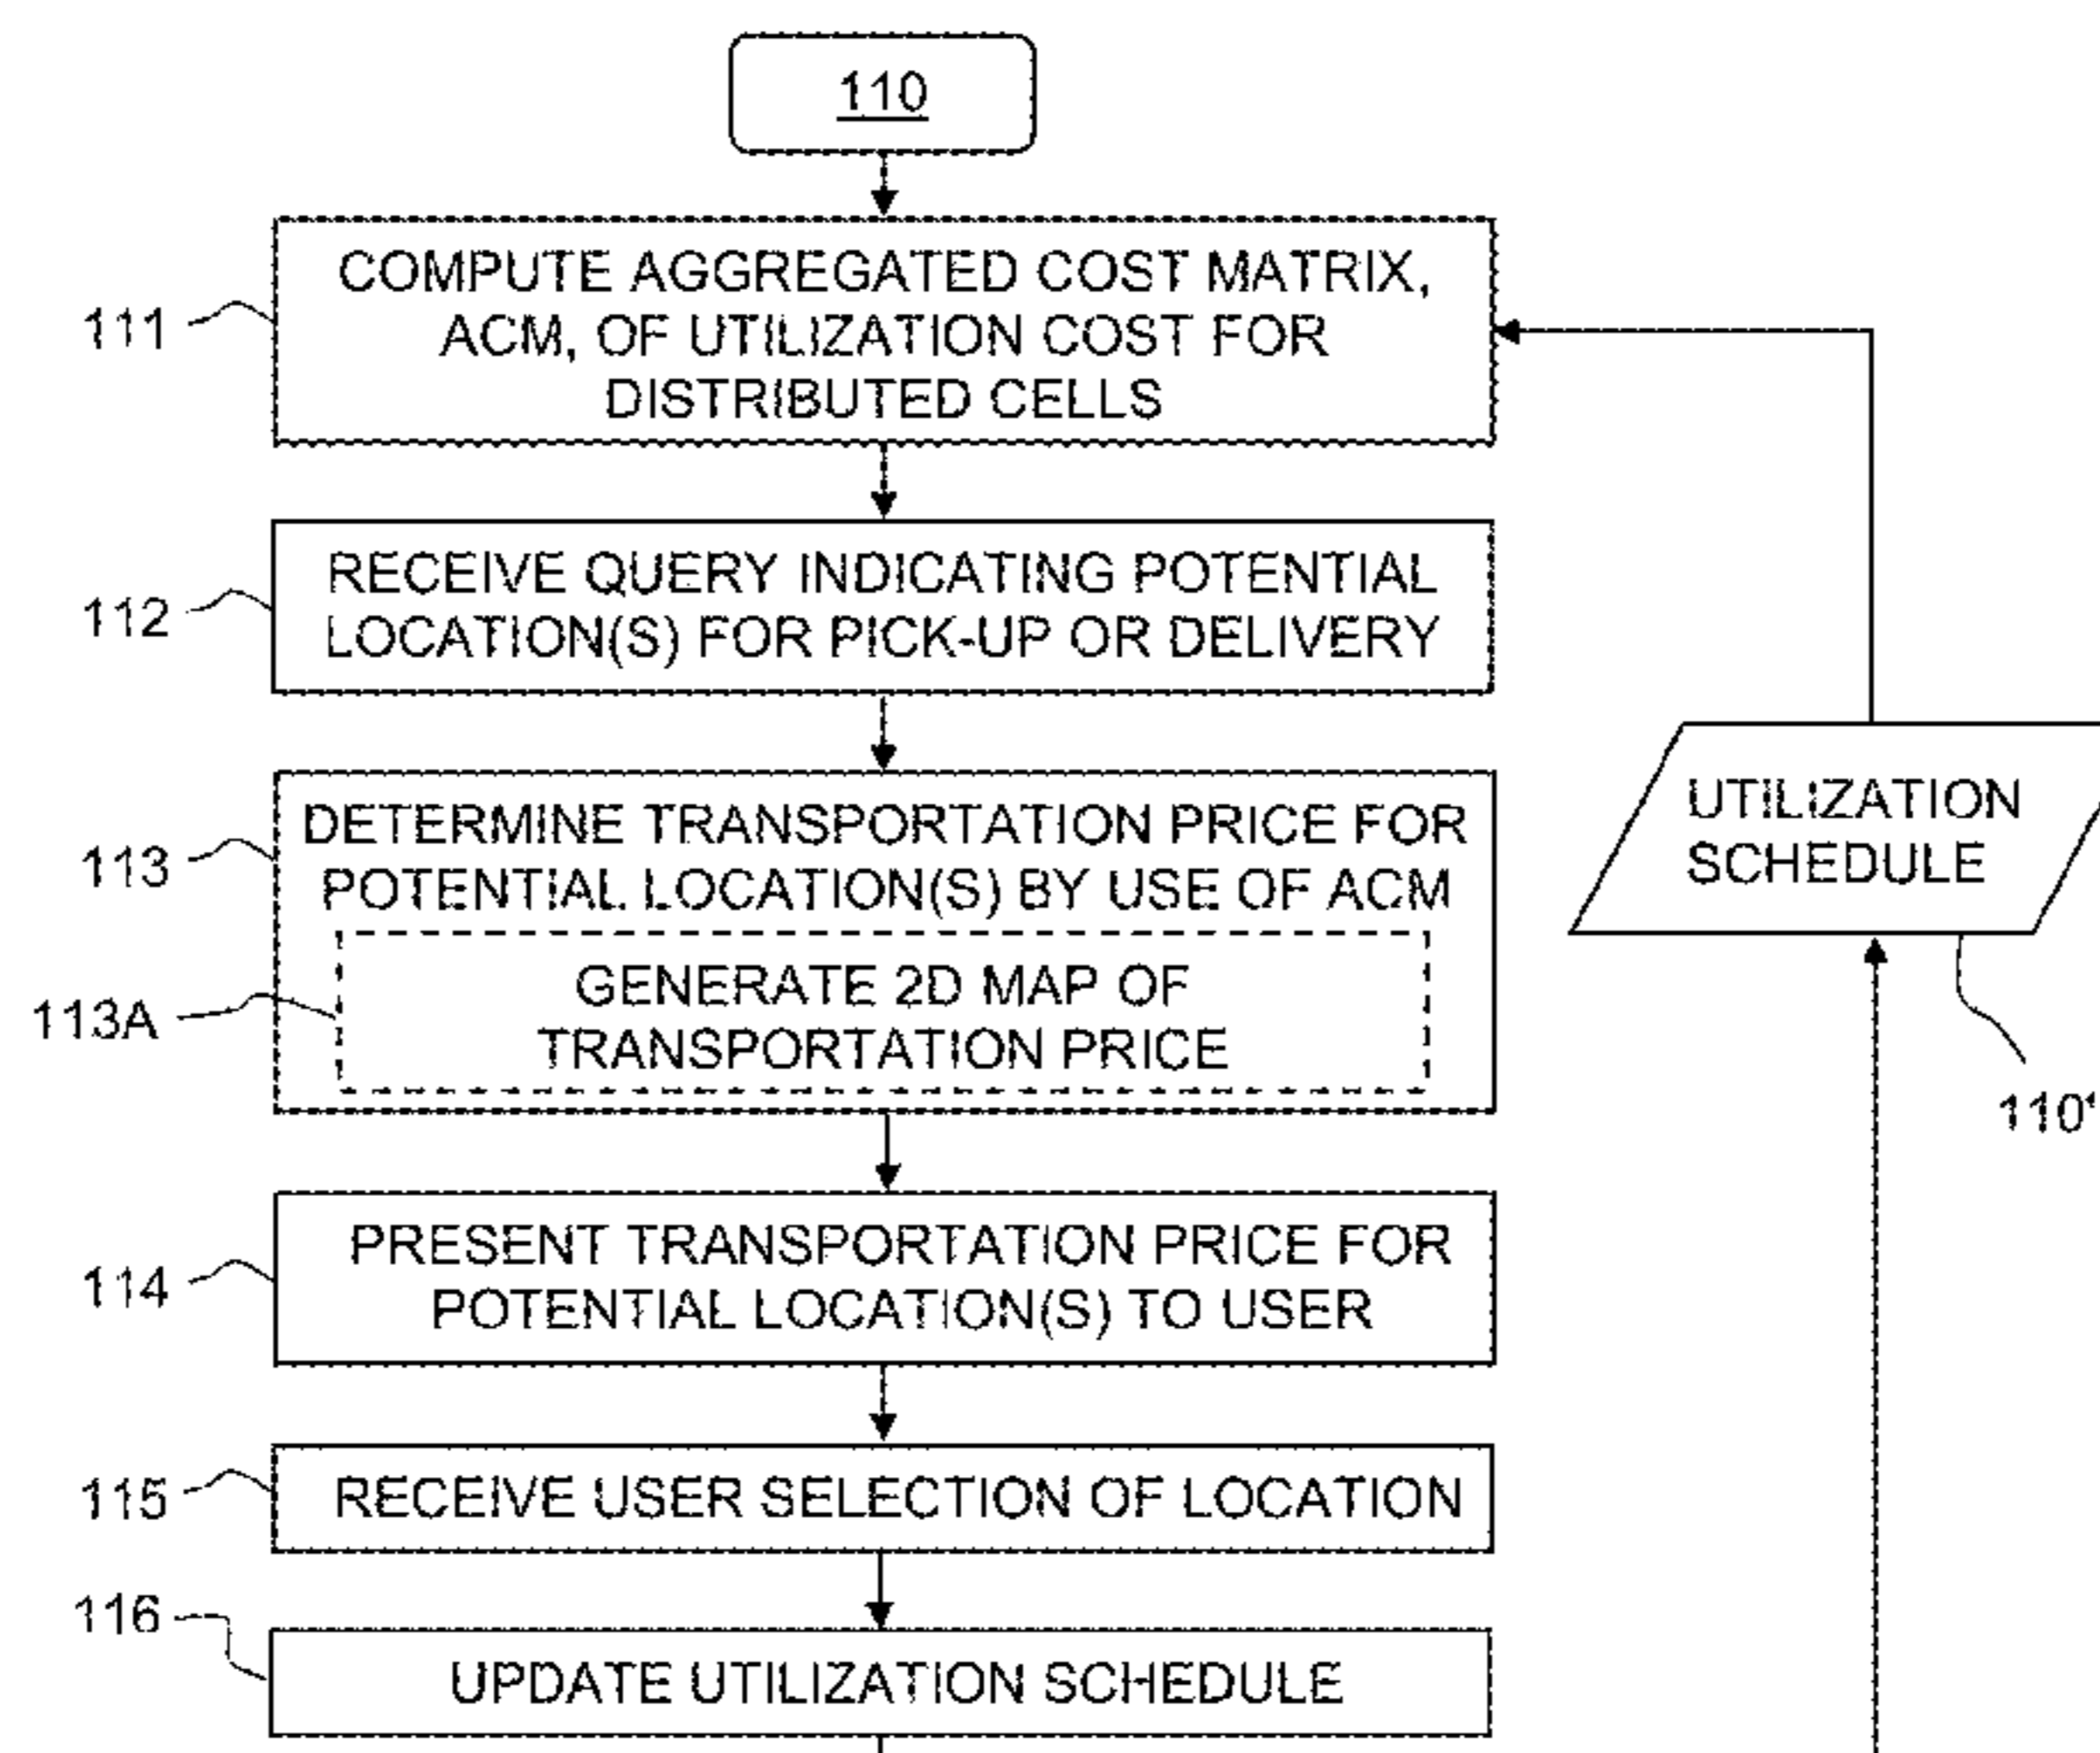 110
111
COMPUTE AGGREGATED COST MATRIX,
ACM, OF UTILIZATION COST FOR
DISTRIBUTED CELLS
112
RECEIVE QUERY INDICATING POTENTIAL
LOCATION(S) FOR PICK-UP OR DELIVERY
113
DETERMINE TRANSPORTATION PRICE FOR
POTENTIAL LOCATION(S) BY USE OF ACM
113A
GENERATE 2D MAP OF
TRANSPORTATION PRICE
UTILIZATION
SCHEDULE
110'
114
PRESENT TRANSPORTATION PRICE FOR
POTENTIAL LOCATION(S) TO USER
115
RECEIVE USER SELECTION OF LOCATION
116
UPDATE UTILIZATION SCHEDULE